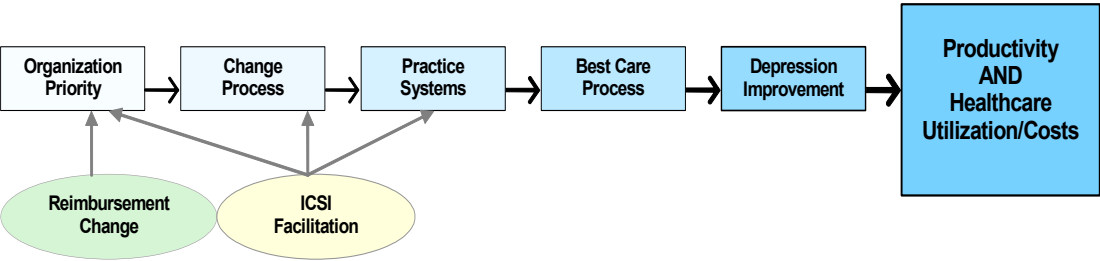 Organization
Priority
Change
Process
Practice
Systems
Best Care
Process
Depression
Improvement
Productivity
AND
Healthcare
Utilization/Costs
Reimbursement
Change
ICSI
Facilitation